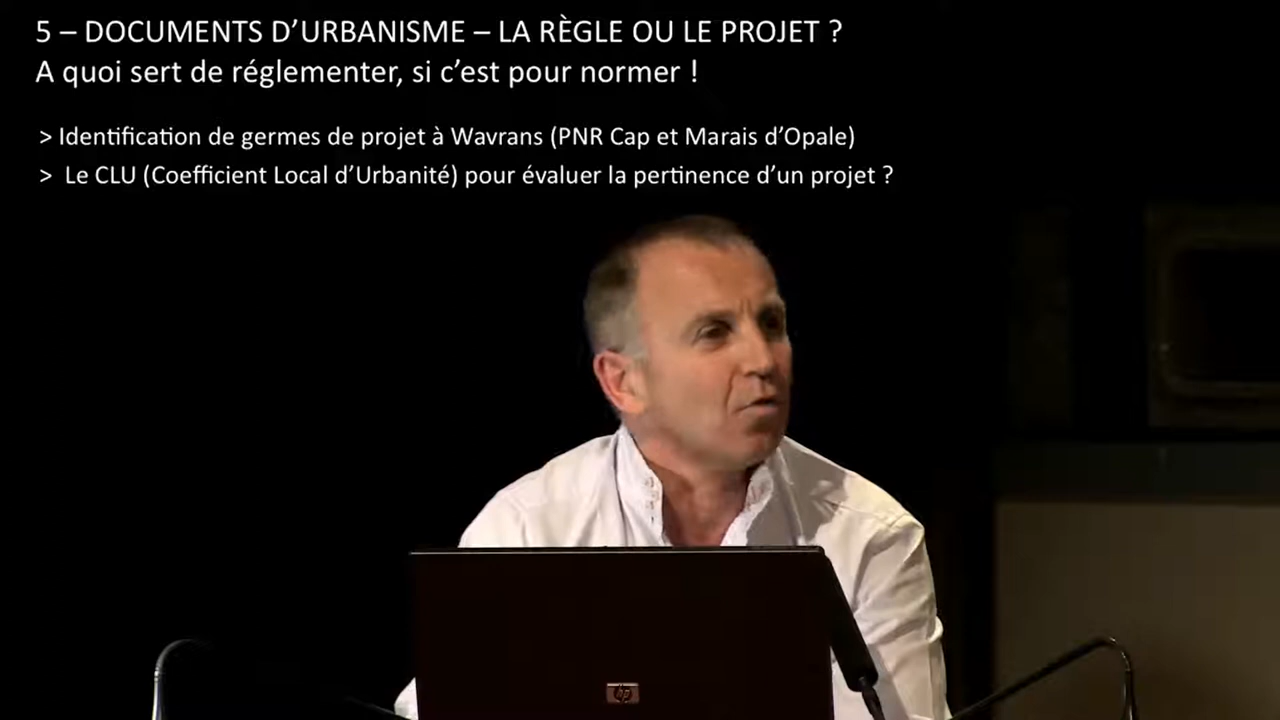 5 – DOCUMENTS D’URBANISME – LA RÈGLE OU LE PROJET ?
A quoi sert de réglementer, si c’est pour normer !
> Identification de germes de projet à Wavrans (PNR Cap et Marais d’Opale)
> Le CLU (Coefficient Local d’Urbanité) pour évaluer la pertinence d’un projet ?
hp